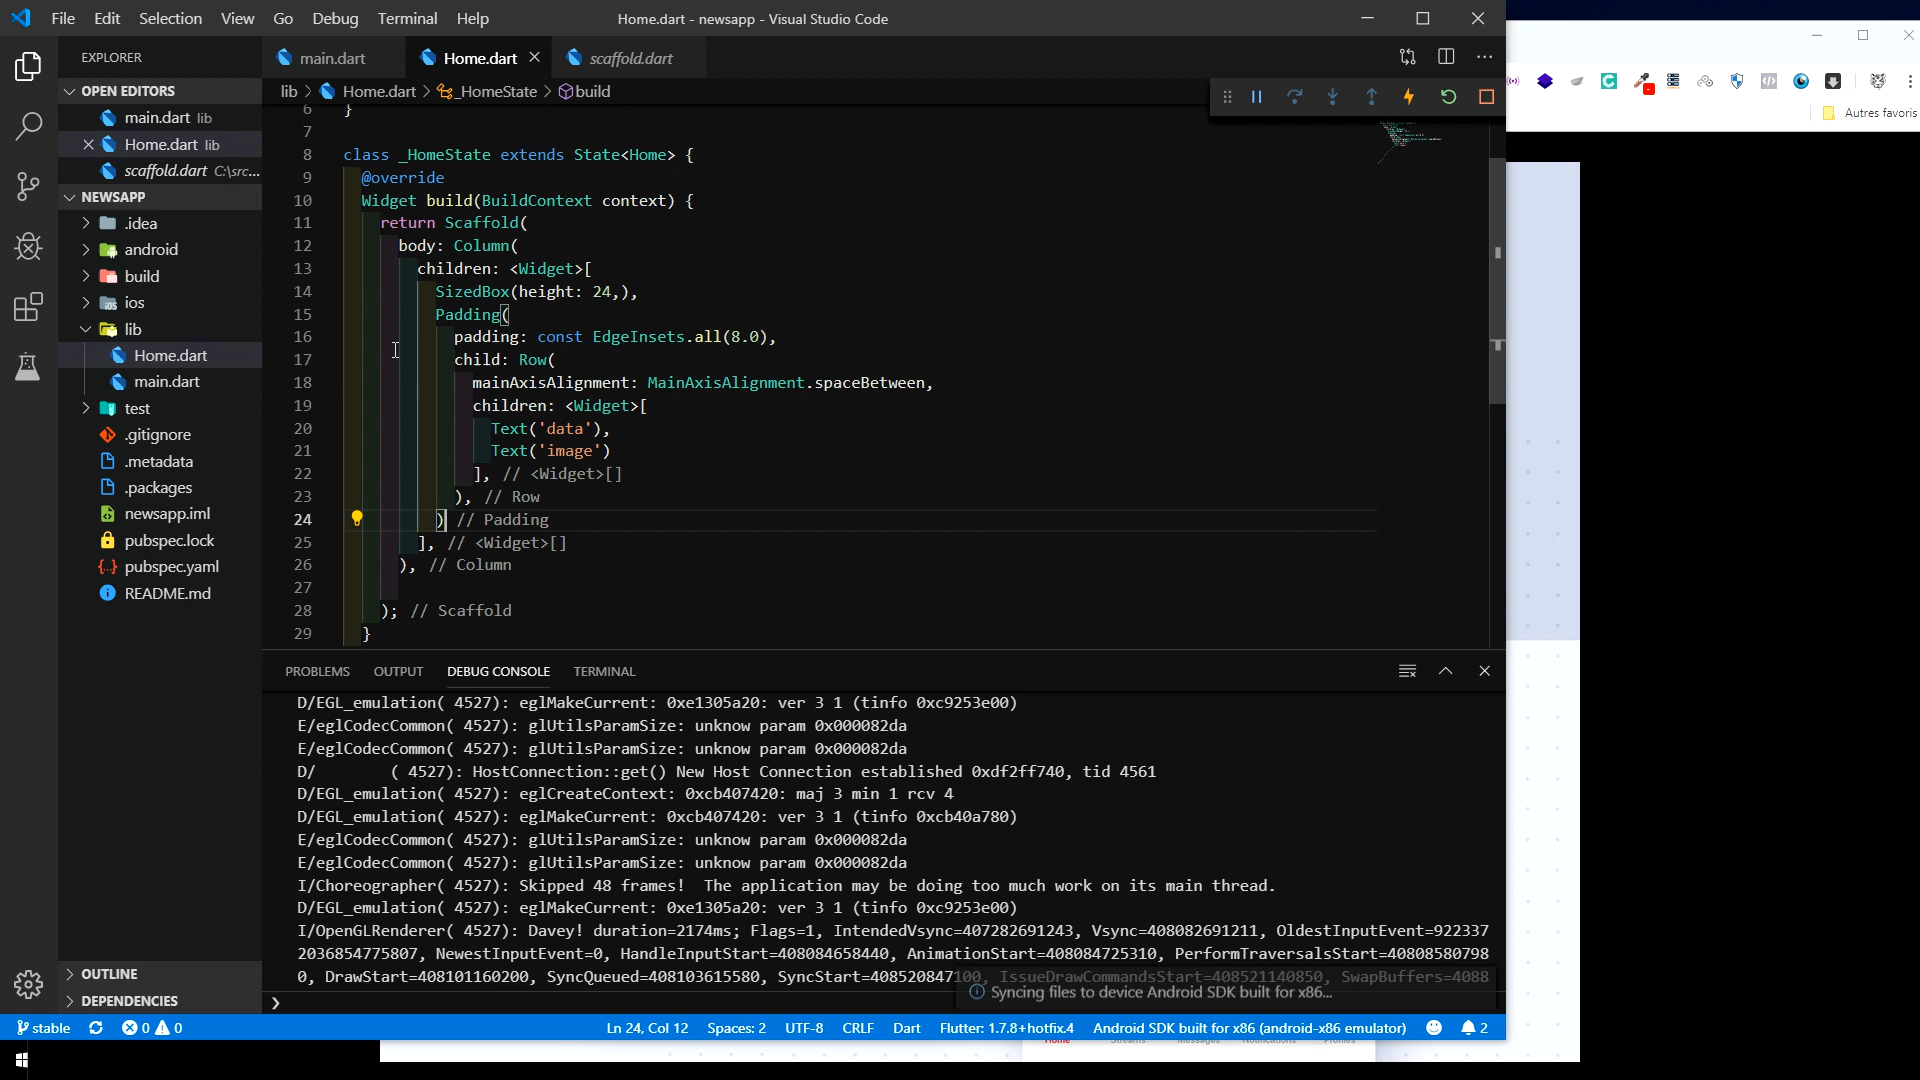 File Edit Selection View Go Debug Terminal Help
Home.dart - newsapp - Visual Studio Code
EXPLORER
main.dart
Home.dart
scaffold.dart
OPEN EDITORS
main.dart lib
Home.dart lib
scaffold.dart C:\src...
NEWSAPP
.idea
android
build
ios
lib
Home.dart
main.dart
test
.gitignore
.metadata
.packages
newsapp.iml
pubspec.lock
pubspec.yaml
README.md
OUTLINE
DEPENDENCIES
lib > Home.dart > _HomeState > build
6 }
7
8 class _HomeState extends State<Home> {
9 @override
10 Widget build(BuildContext context) {
11 return Scaffold(
12 body: Column(
13 children: <Widget>[
14 SizedBox(height: 24,),
15 Padding(
16 padding: const EdgeInsets.all(8.0),
17 child: Row(
18 mainAxisAlignment: MainAxisAlignment.spaceBetween,
19 children: <Widget>[
20 Text('data'),
21 Text('image')
22 ], // <Widget>[]
23 ), // Row
24 ) // Padding
25 ], // <Widget>[]
26 ), // Column
27
28 ); // Scaffold
29 }
PROBLEMS OUTPUT DEBUG CONSOLE TERMINAL
D/EGL_emulation( 4527): eglMakeCurrent: 0xe1305a20: ver 3 1 (tinfo 0xc9253e00)
E/eglCodecCommon( 4527): glUtilsParamSize: unknow param 0x000082da
E/eglCodecCommon( 4527): glUtilsParamSize: unknow param 0x000082da
D/ ( 4527): HostConnection::get() New Host Connection established 0xdf2ff740, tid 4561
D/EGL_emulation( 4527): eglCreateContext: 0xcb407420: maj 3 min 1 rcv 4
D/EGL_emulation( 4527): eglMakeCurrent: 0xcb407420: ver 3 1 (tinfo 0xcb40a780)
E/eglCodecCommon( 4527): glUtilsParamSize: unknow param 0x000082da
E/eglCodecCommon( 4527): glUtilsParamSize: unknow param 0x000082da
I/Choreographer( 4527): Skipped 48 frames! The application may be doing too much work on its main thread.
D/EGL_emulation( 4527): eglMakeCurrent: 0xe1305a20: ver 3 1 (tinfo 0xc9253e00)
I/OpenGLRenderer( 4527): Davey! duration=2174ms; Flags=1, IntendedVsync=407282691243, Vsync=408082691211, OldestInputEvent=922337
2036854775807, NewestInputEvent=0, HandleInputStart=408084658440, AnimationStart=408084725310, PerformTraversalsStart=40808580798
0, DrawStart=408101160200, SyncQueued=408103615580, SyncStart=408520847100, IssueDrawCommandsStart=408521140850, SwapBuffers=4088
Syncing files to device Android SDK built for x86...
stable 0 0
Ln 24, Col 12 Spaces: 2 UTF-8 CRLF Dart Flutter: 1.7.8+hotfix.4 Android SDK built for x86 (android-x86 emulator) 2
Autres favoris